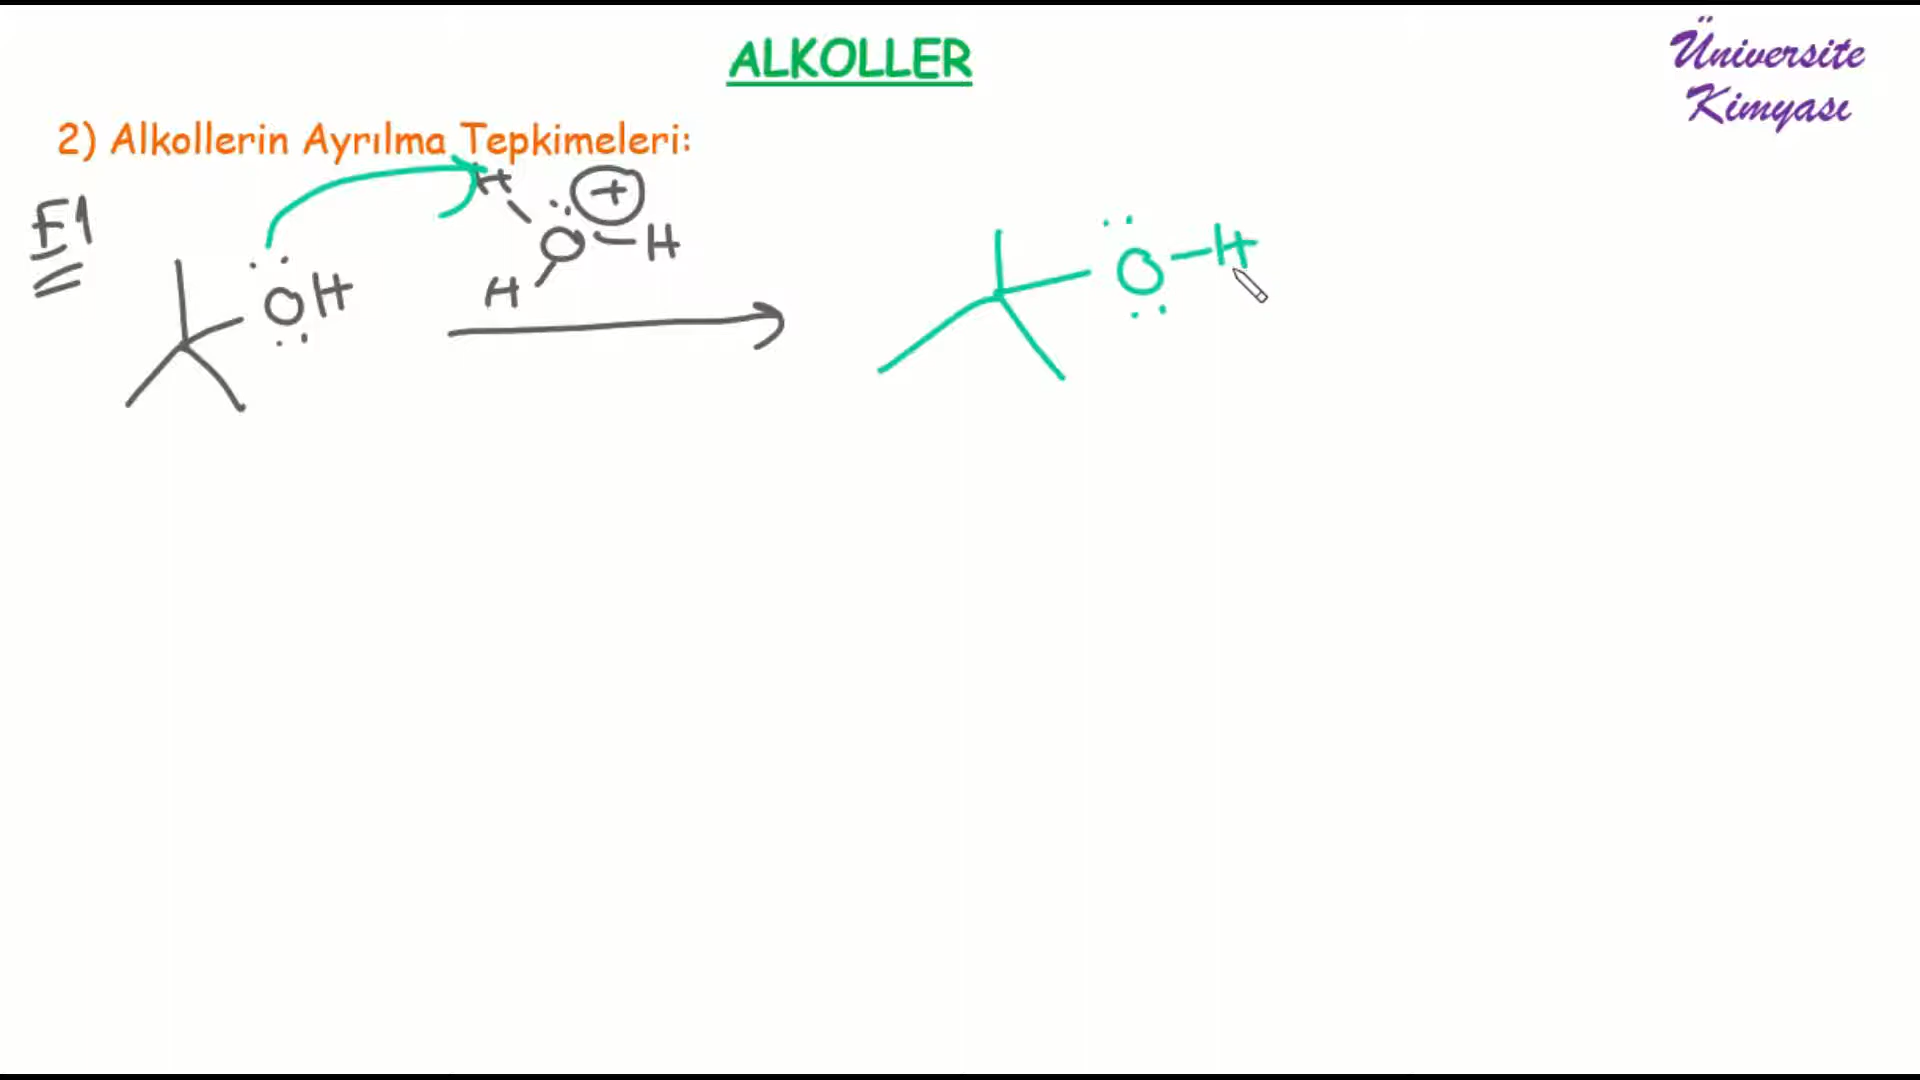 ALKOLLER
Üniversite
Kimyası
2) Alkollerin Ayrılma Tepkimeleri:
E1
H
+
O-H
H
OH
O-H